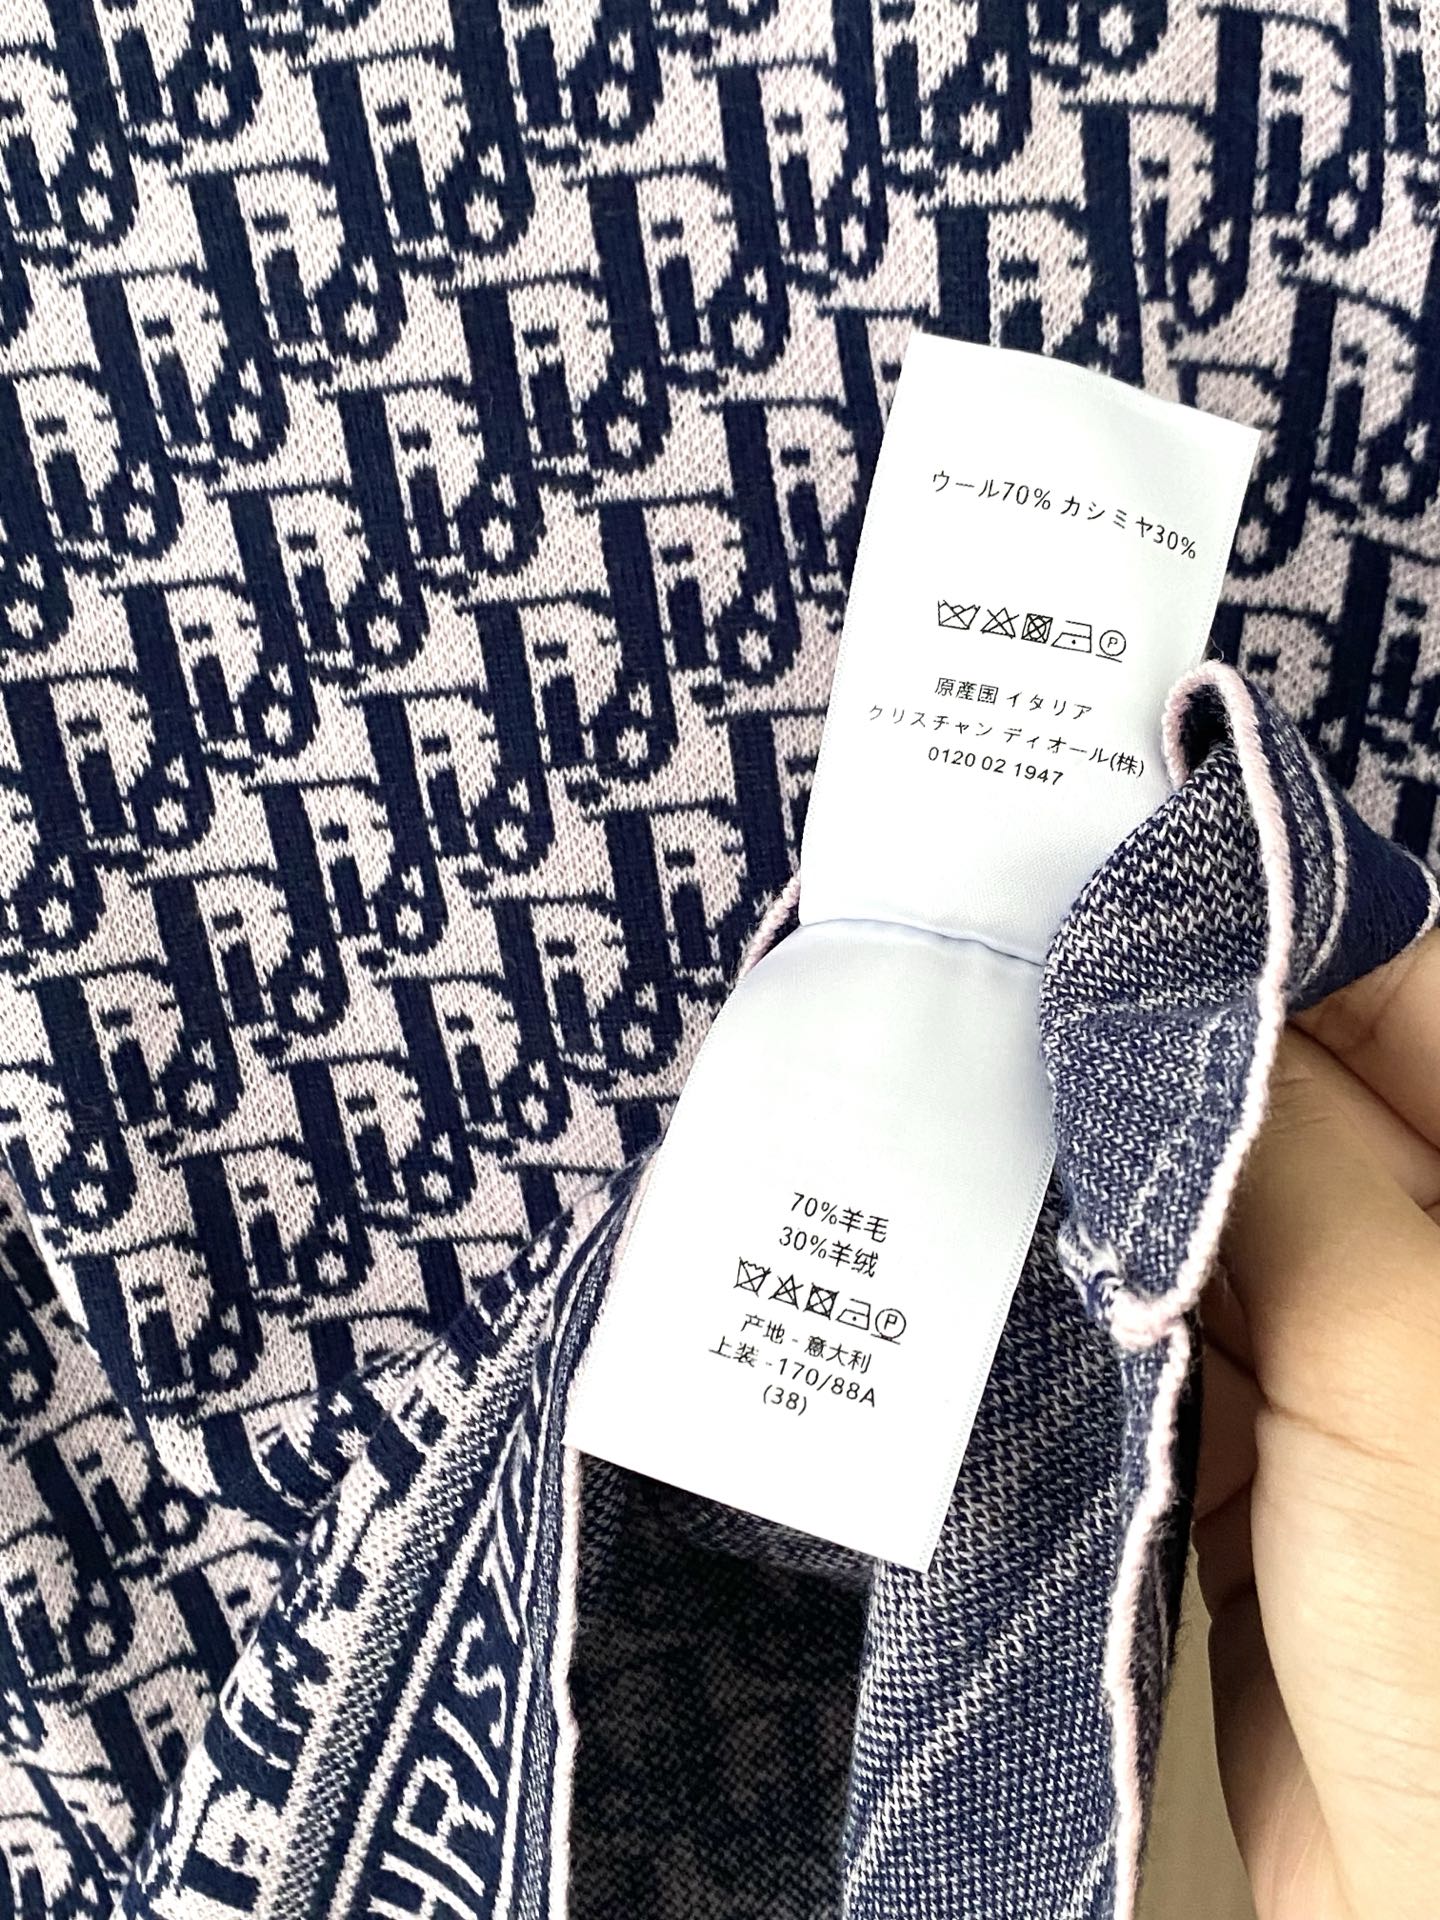 ウール70% カシミヤ30%
P
原産国 イタリア
クリスチャン ディオール(株)
0120 02 1947
70%羊毛
30%羊绒
P
产地 - 意大利
上装 -170/88A
(38)
HRIST